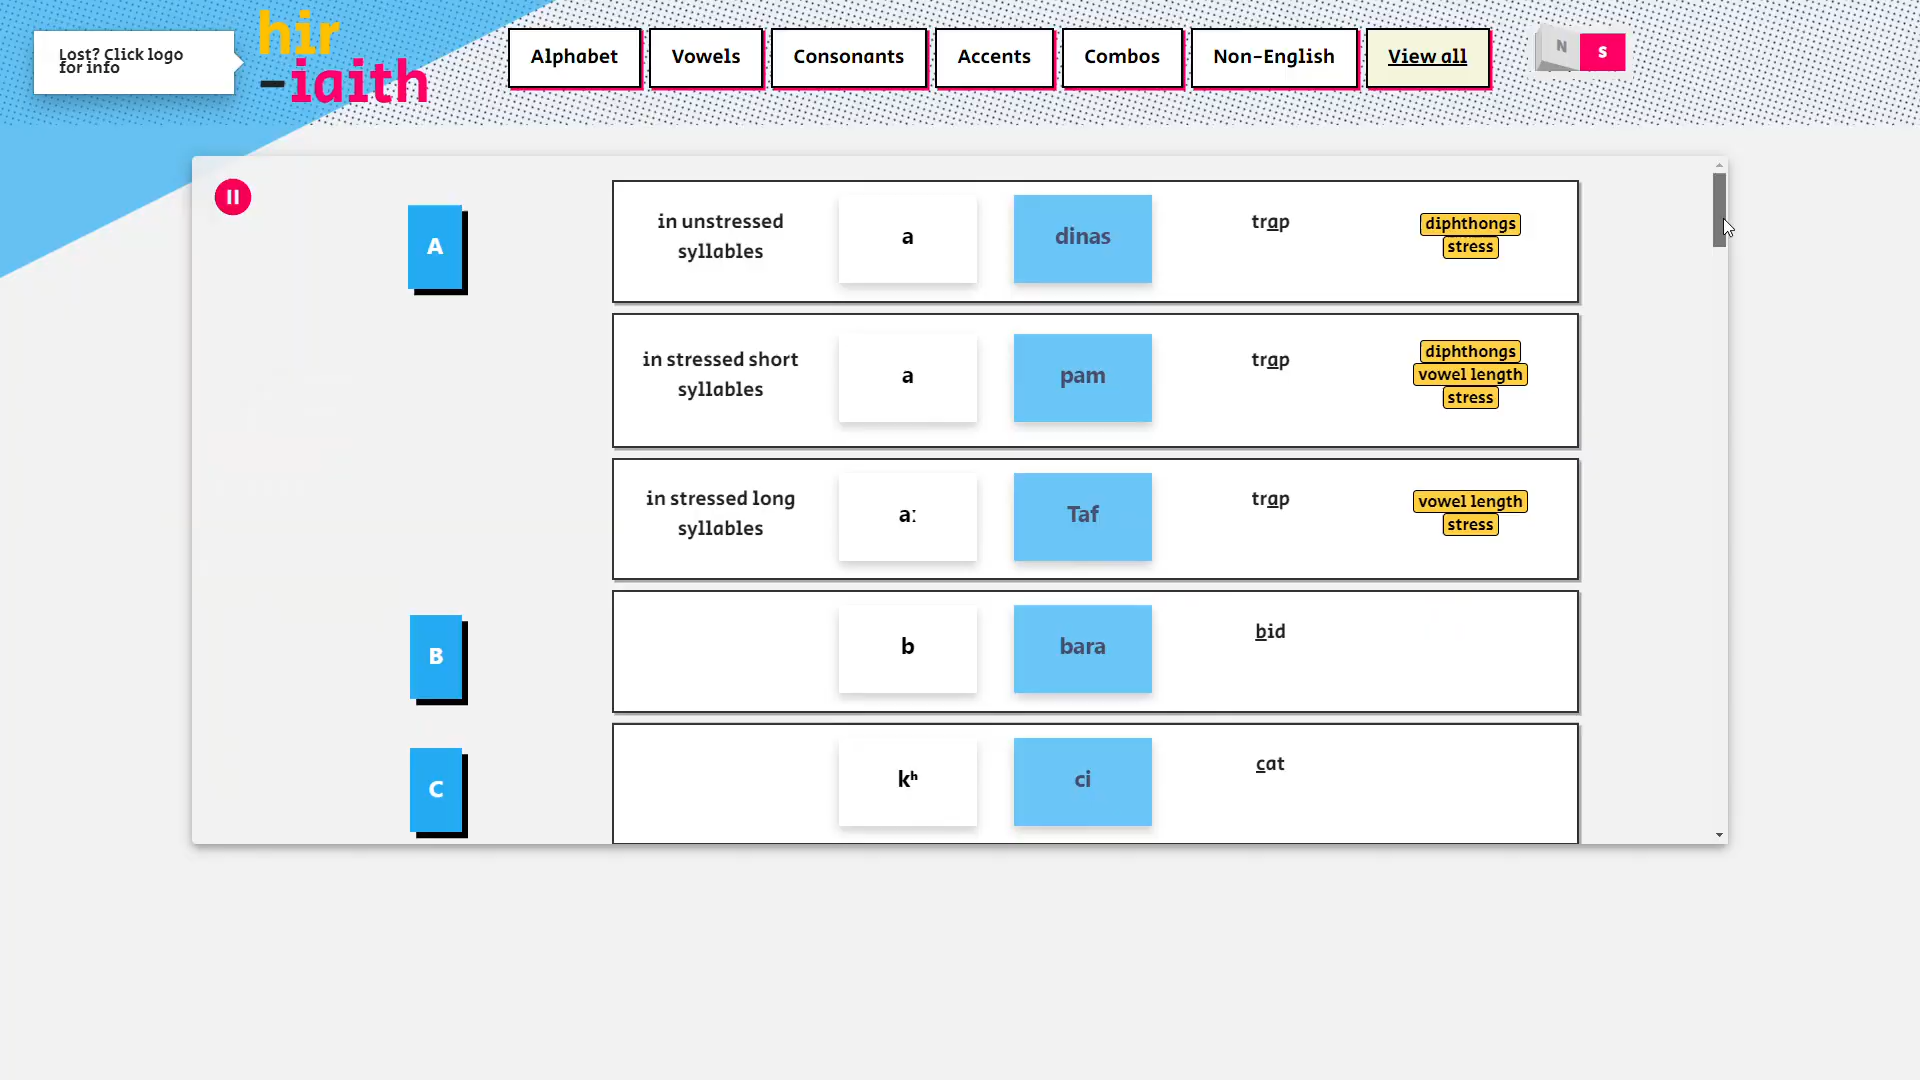 Lost? Click logo
for info
hir
-iaith
Alphabet
Vowels
Consonants
Accents
Combos
Non-English
View all
N
S
A
in unstressed
syllables
a
dinas
trap
diphthongs
stress
in stressed short
syllables
a
pam
trap
diphthongs
vowel length
stress
in stressed long
syllables
aː
Taf
trap
vowel length
stress
B
b
bara
bid
C
kʰ
ci
cat